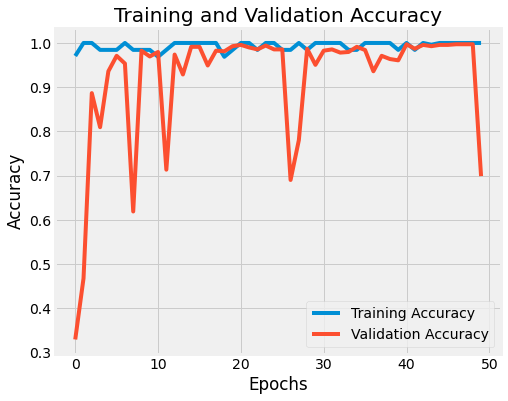 Training and Validation Accuracy
1.0
0.9
0.8
0.7
0.6
0.5
0.4
0.3
Accuracy
0
10
20
30
40
50
Epochs
Training Accuracy
Validation Accuracy